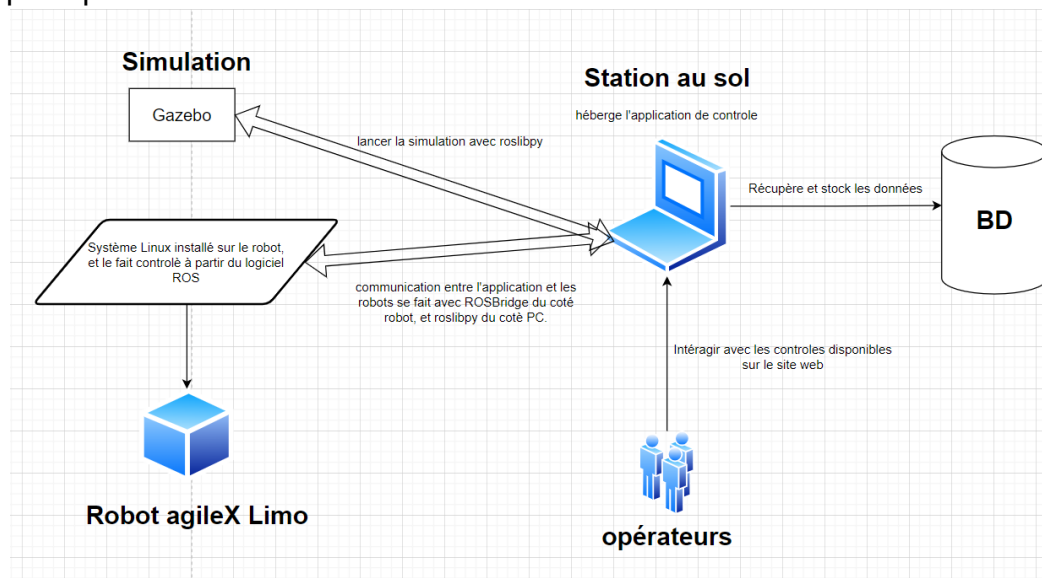 Simulation
Gazebo
lancer la simulation avec roslibpy
Station au sol
héberge l'application de controle
Récupère et stock les données
BD
Système Linux installé sur le robot,
et le fait controlè à partir du logiciel
ROS
communication entre l'application et les
robots se fait avec ROSBridge du coté
robot, et roslibpy du cotè PC.
Intéragir avec les controles disponibles
sur le site web
Robot agileX Limo
opérateurs